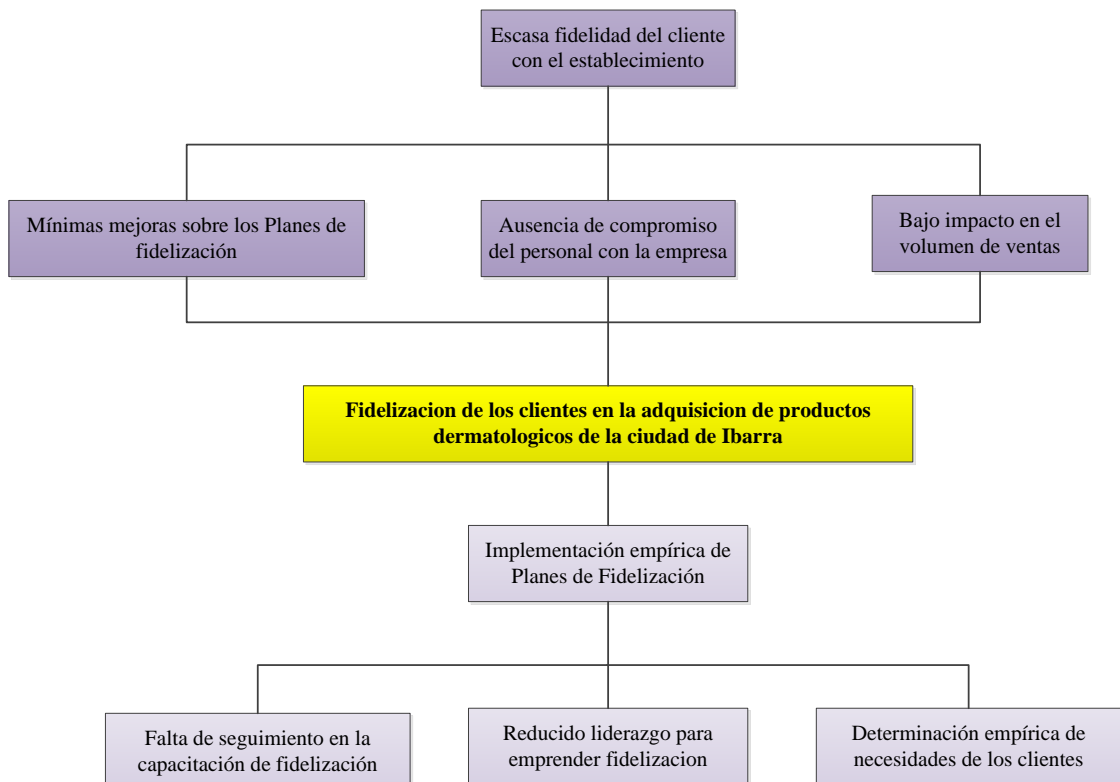 Escasa fidelidad del cliente
con el establecimiento
Mínimas mejoras sobre los Planes de
fidelización
Ausencia de compromiso
del personal con la empresa
Bajo impacto en el
volumen de ventas
Fidelizacion de los clientes en la adquisicion de productos
dermatologicos de la ciudad de Ibarra
Implementación empírica de
Planes de Fidelización
Falta de seguimiento en la
capacitación de fidelización
Reducido liderazgo para
emprender fidelizacion
Determinación empírica de
necesidades de los clientes